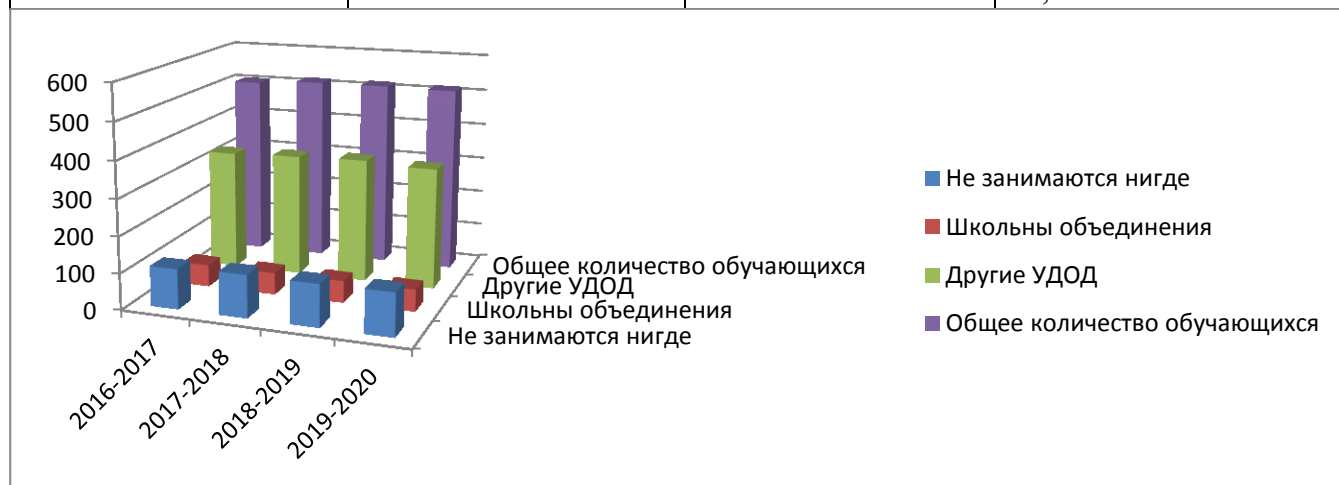 600
500
400
300
200
100
0
2016-2017
2017-2018
2018-2019
2019-2020
Общее количество обучающихся
Другие УДОД
Школьны объединения
Не занимаются нигде
Не занимаются нигде
Школьны объединения
Другие УДОД
Общее количество обучающихся